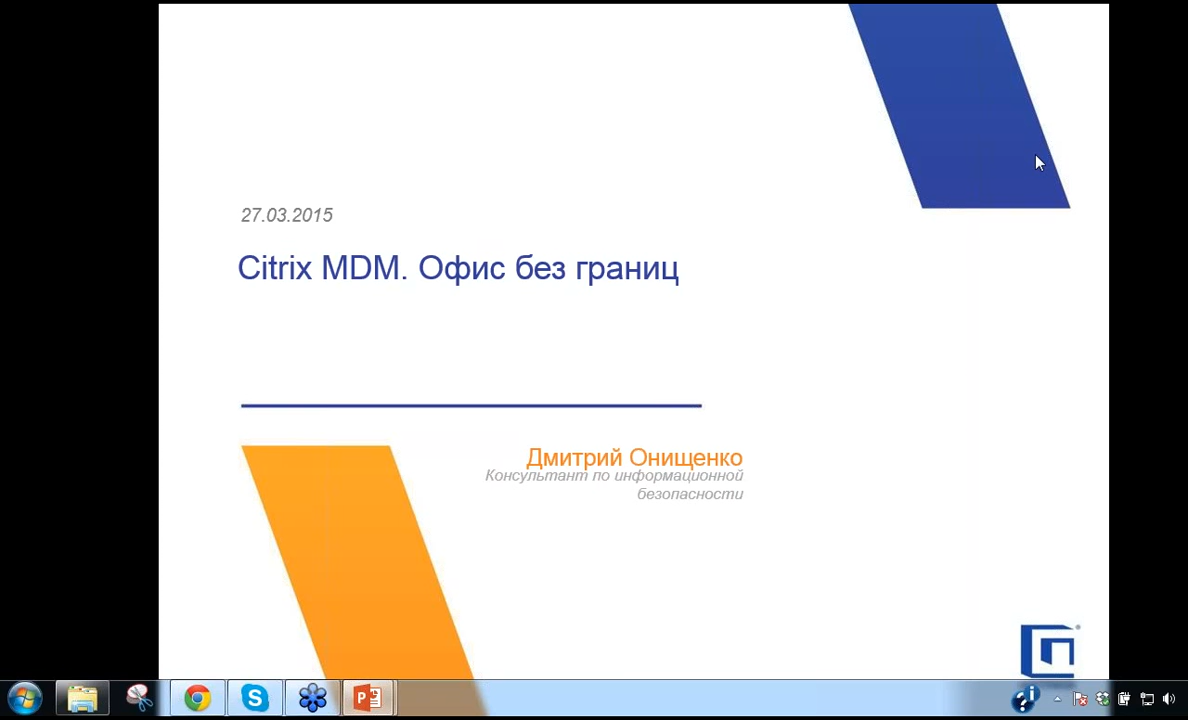 27.03.2015
Citrix MDM. Офис без границ
Дмитрий Онищенко
Консультант по информационной
безопасности